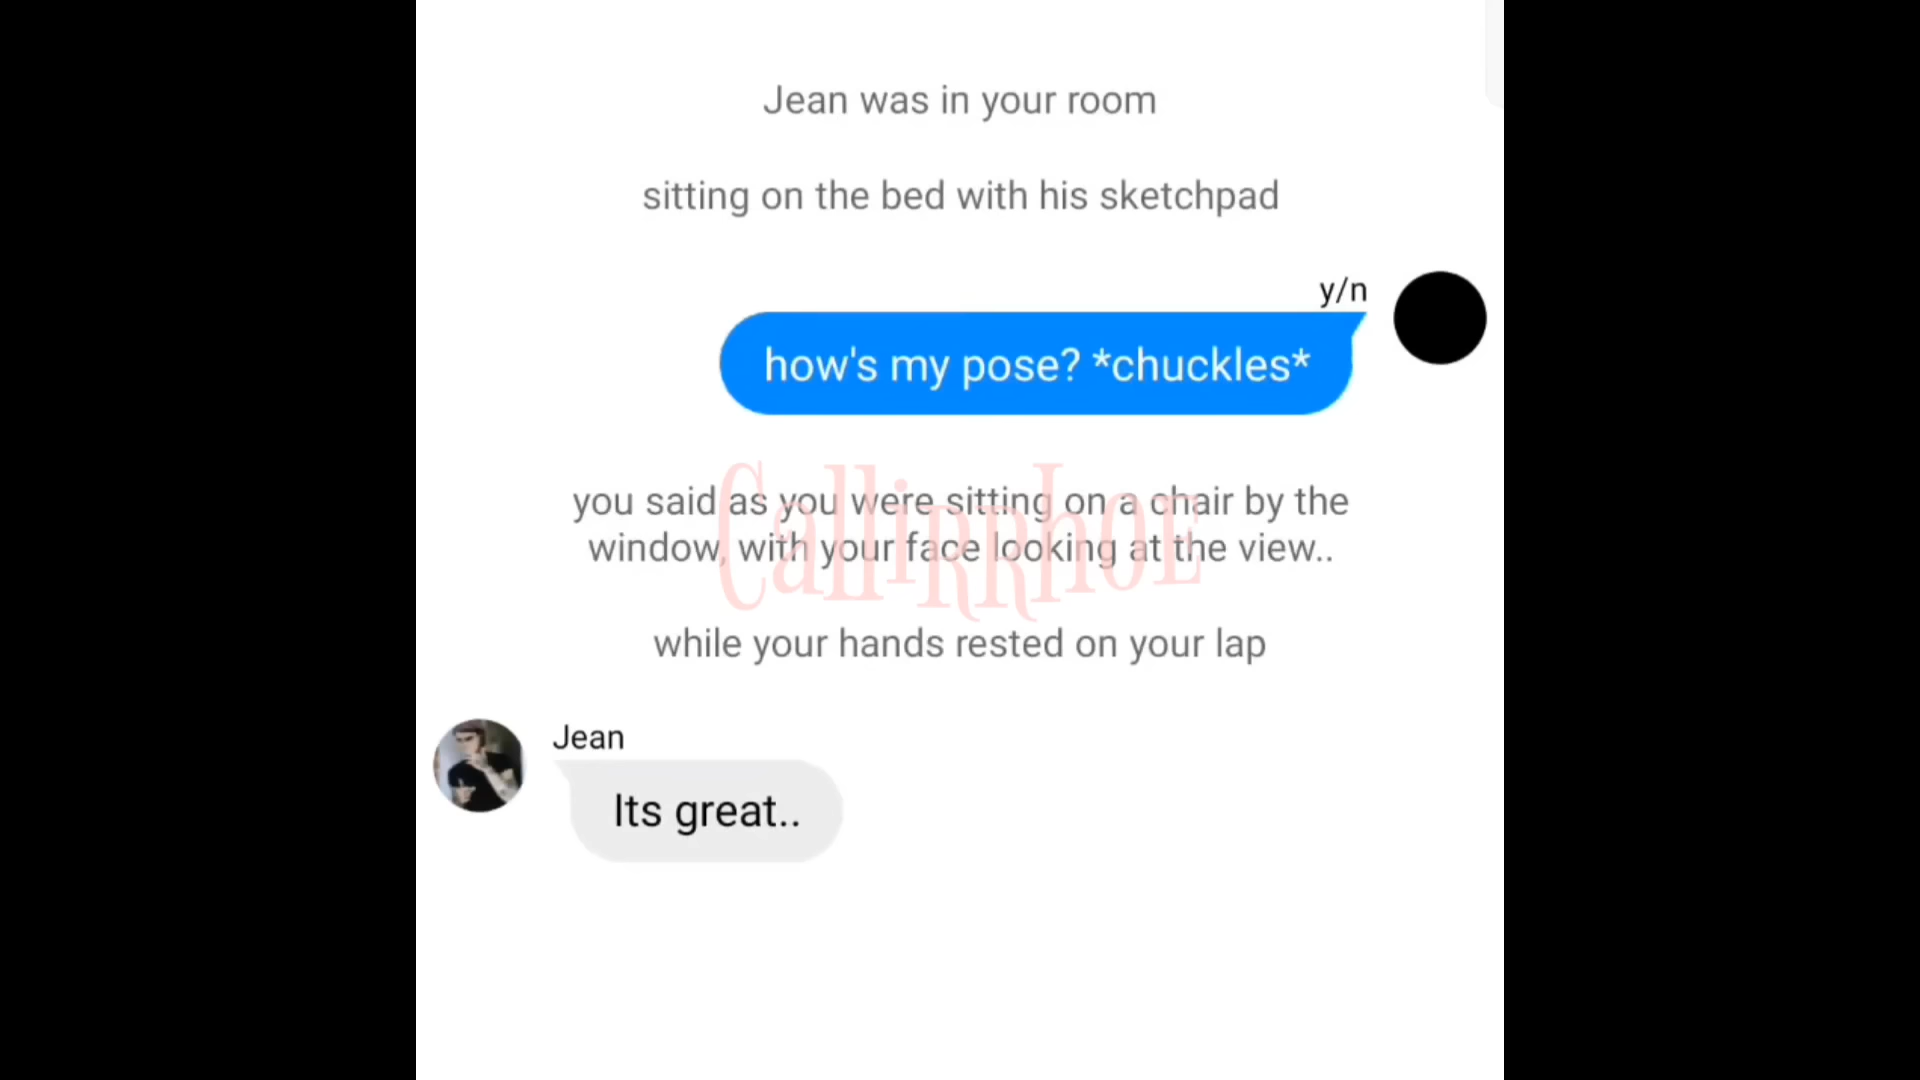 Jean was in your room
sitting on the bed with his sketchpad
y/n
how's my pose? *chuckles*
you said as you were sitting on a chair by the
window, with your face looking at the view..
CalliRRhOE
while your hands rested on your lap
Jean
Its great..